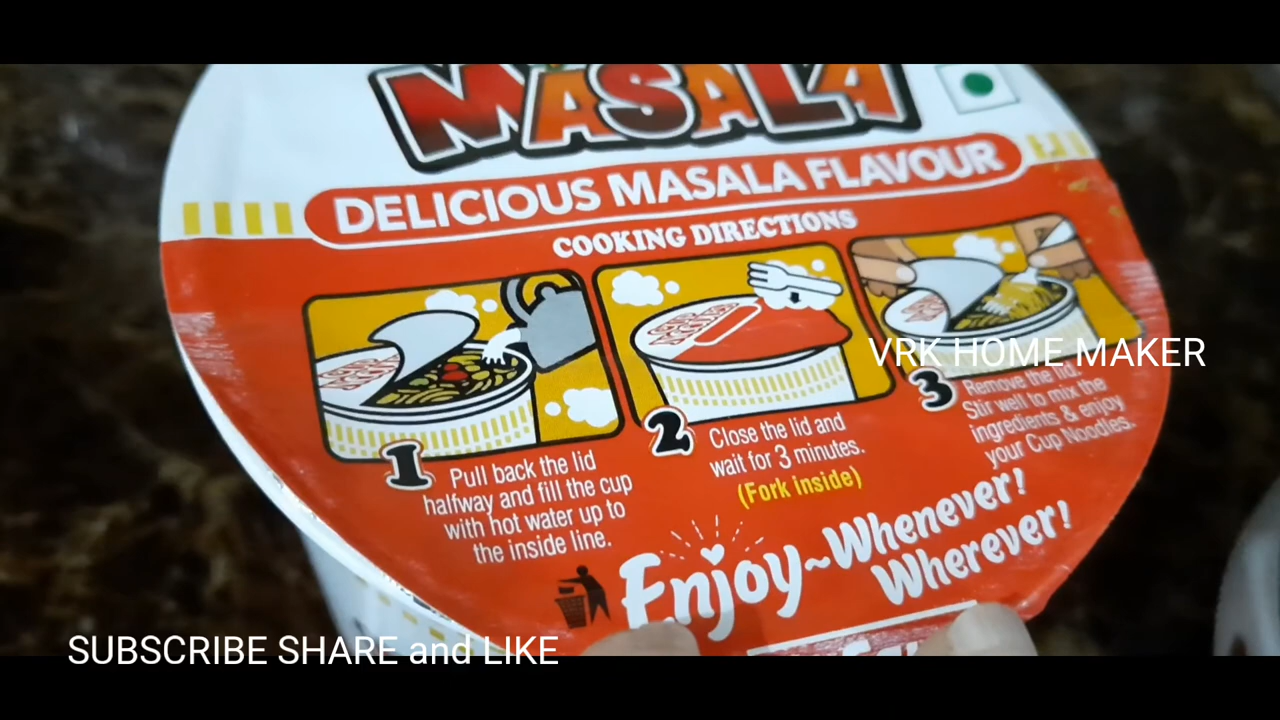 MASALA
DELICIOUS MASALA FLAVOUR
COOKING DIRECTIONS
1
Pull back the lid
halfway and fill the cup
with hot water up to
the inside line.
2
Close the lid and
wait for 3 minutes.
(Fork inside)
VRK HOME MAKER
3
Remove the lid.
Stir well to mix the
ingredients & enjoy
your Cup Noodles.
Enjoy~Whenever!
Wherever!
SUBSCRIBE SHARE and LIKE